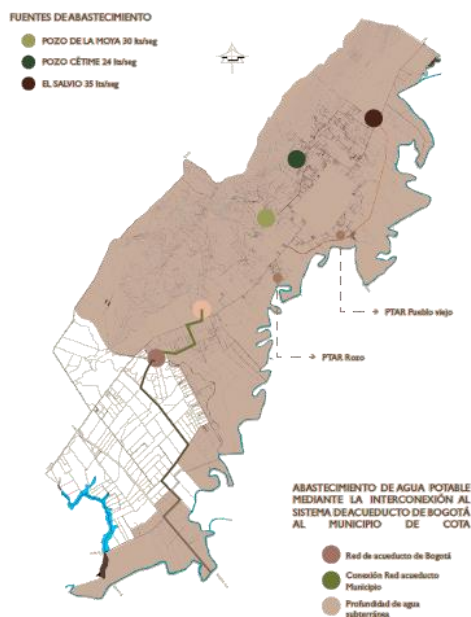 FUENTES DE ABASTECIMIENTO
POZO DE LA MOYA 30 lts/seg
POZO CÉTIME 24 lts/seg
EL SALVIO 35 lts/seg
PTAR Pueblo viejo
PTAR Rozo
ABASTECIMIENTO DE AGUA POTABLE
MEDIANTE LA INTERCONEXIÓN AL
SISTEMA DE ACUEDUCTO DE BOGOTÁ
AL MUNICIPIO DE COTA
Red de acueducto de Bogotá
Conexión Red acueducto
Municipio
Profundidad de agua
subterránea